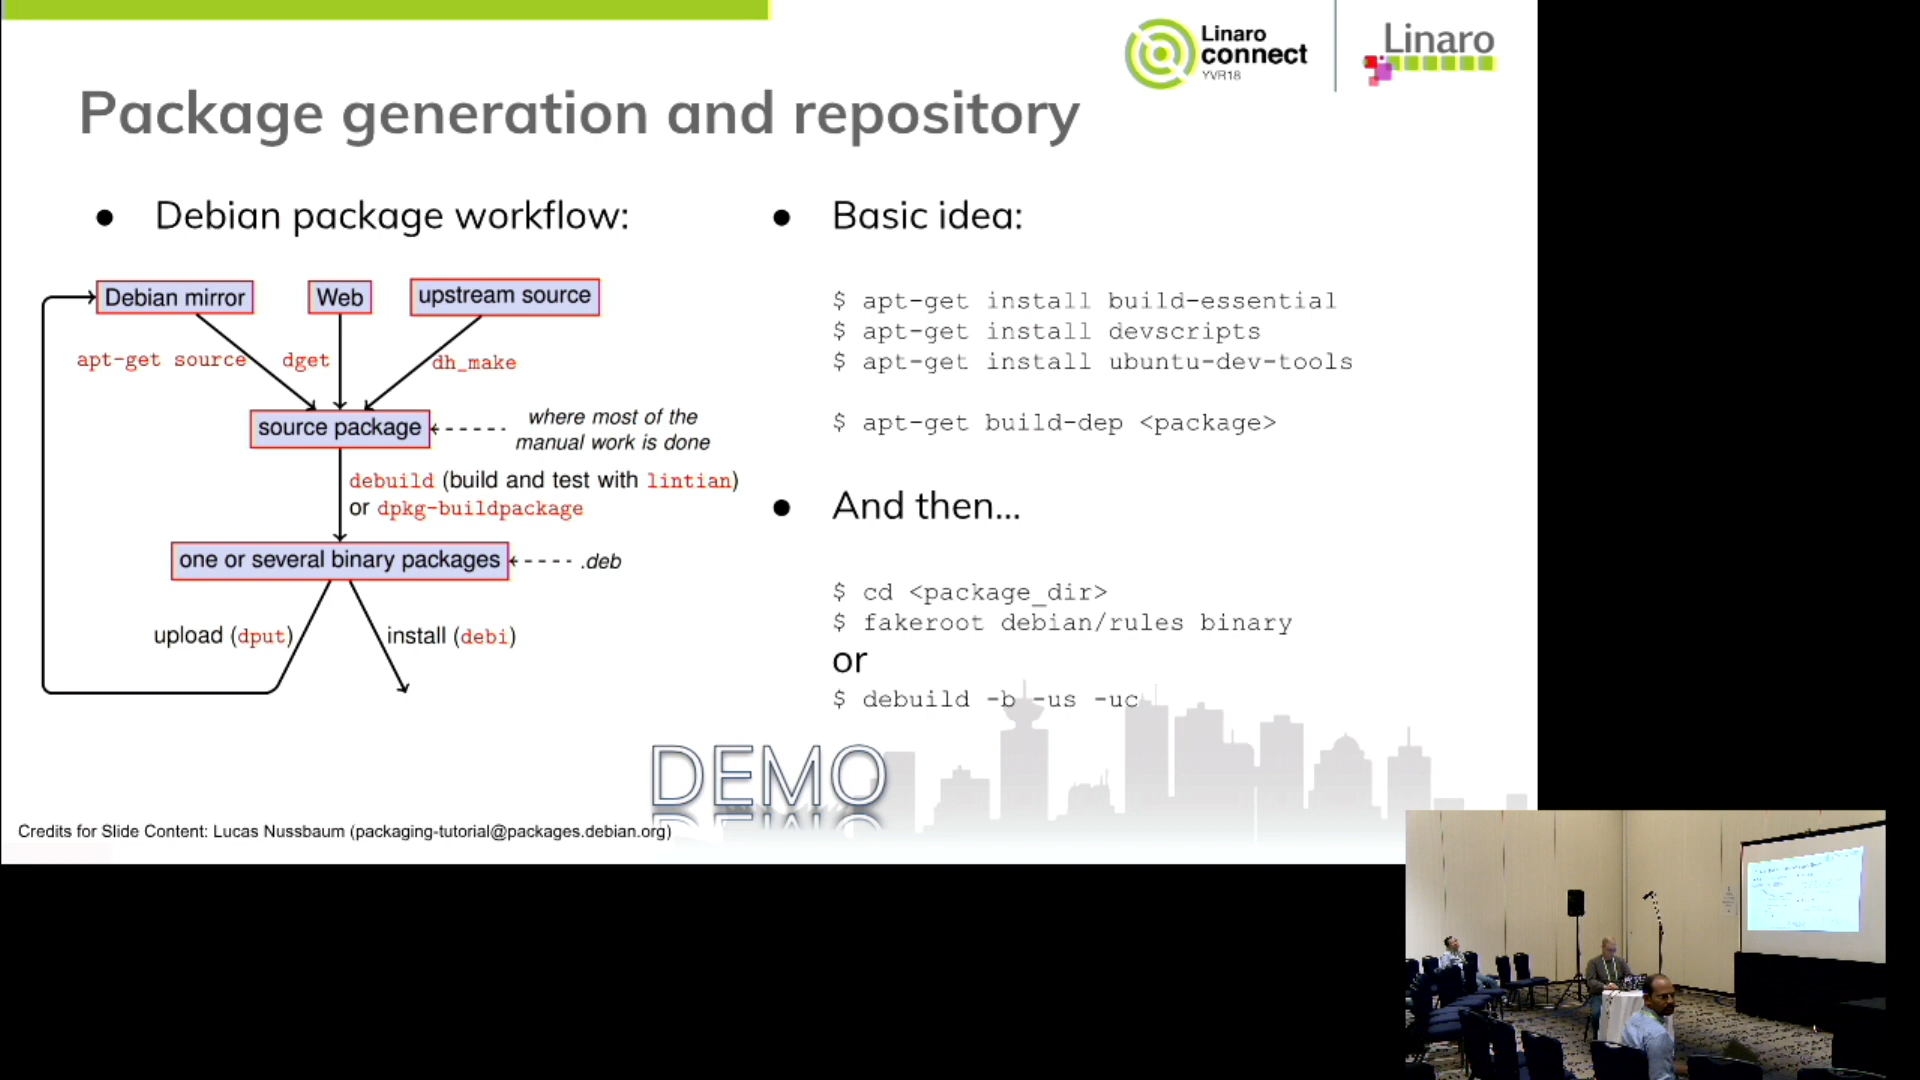 Linaro
connect
YVR18
Linaro
Package generation and repository
● Debian package workflow:
Debian mirror
Web
upstream source
apt-get source
dget
dh_make
source package
where most of the
manual work is done
debuild (build and test with lintian)
or dpkg-buildpackage
one or several binary packages
.deb
upload (dput)
install (debi)
● Basic idea:
$ apt-get install build-essential
$ apt-get install devscripts
$ apt-get install ubuntu-dev-tools
$ apt-get build-dep <package>
● And then...
$ cd <package_dir>
$ fakeroot debian/rules binary
or
$ debuild -b -us -uc
DEMO
Credits for Slide Content: Lucas Nussbaum (packaging-tutorial@packages.debian.org)